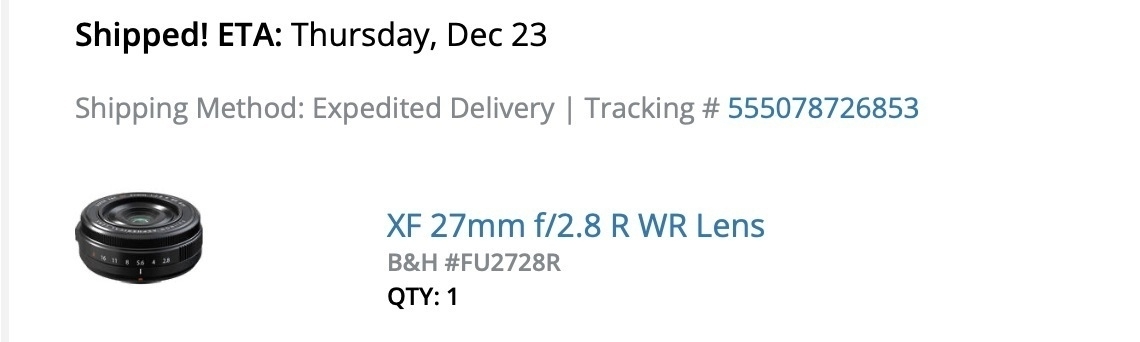 Shipped! ETA: Thursday, Dec 23
Shipping Method: Expedited Delivery | Tracking # 555078726853
16 11 8 5.6 4 2.8
XF 27mm f/2.8 R WR Lens
B&H #FU2728R
QTY: 1